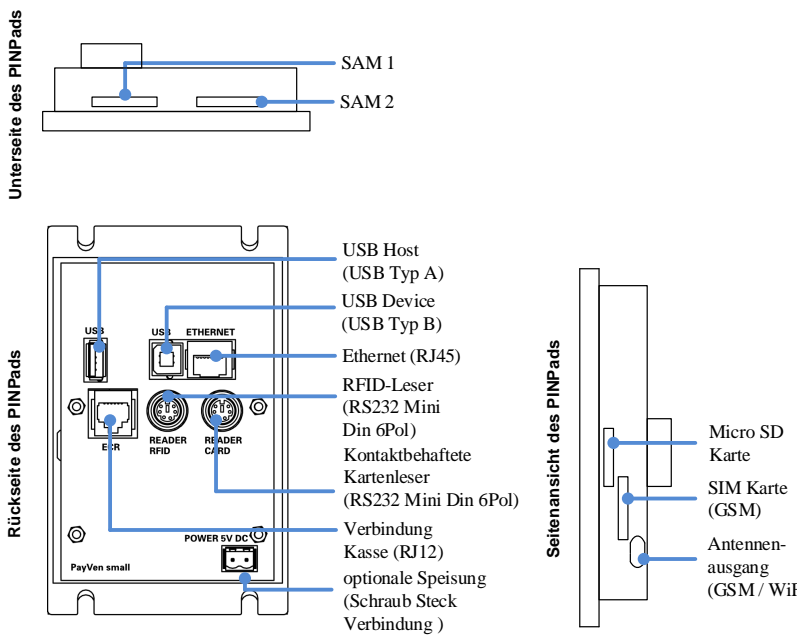 Unterseite des PINPads
SAM 1
SAM 2
Rückseite des PINPads
USB
USB
ETHERNET
ECR
READER
RFID
READER
CARD
POWER 5V DC
PayVen small
USB Host
(USB Typ A)
USB Device
(USB Typ B)
Ethernet (RJ45)
RFID-Leser
(RS232 Mini
Din 6Pol)
Kontaktbehaftete
Kartenleser
(RS232 Mini Din 6Pol)
Verbindung
Kasse (RJ12)
optionale Speisung
(Schraub Steck
Verbindung )
Seitenansicht des PINPads
Micro SD
Karte
SIM Karte
(GSM)
Antennen-
ausgang
(GSM /